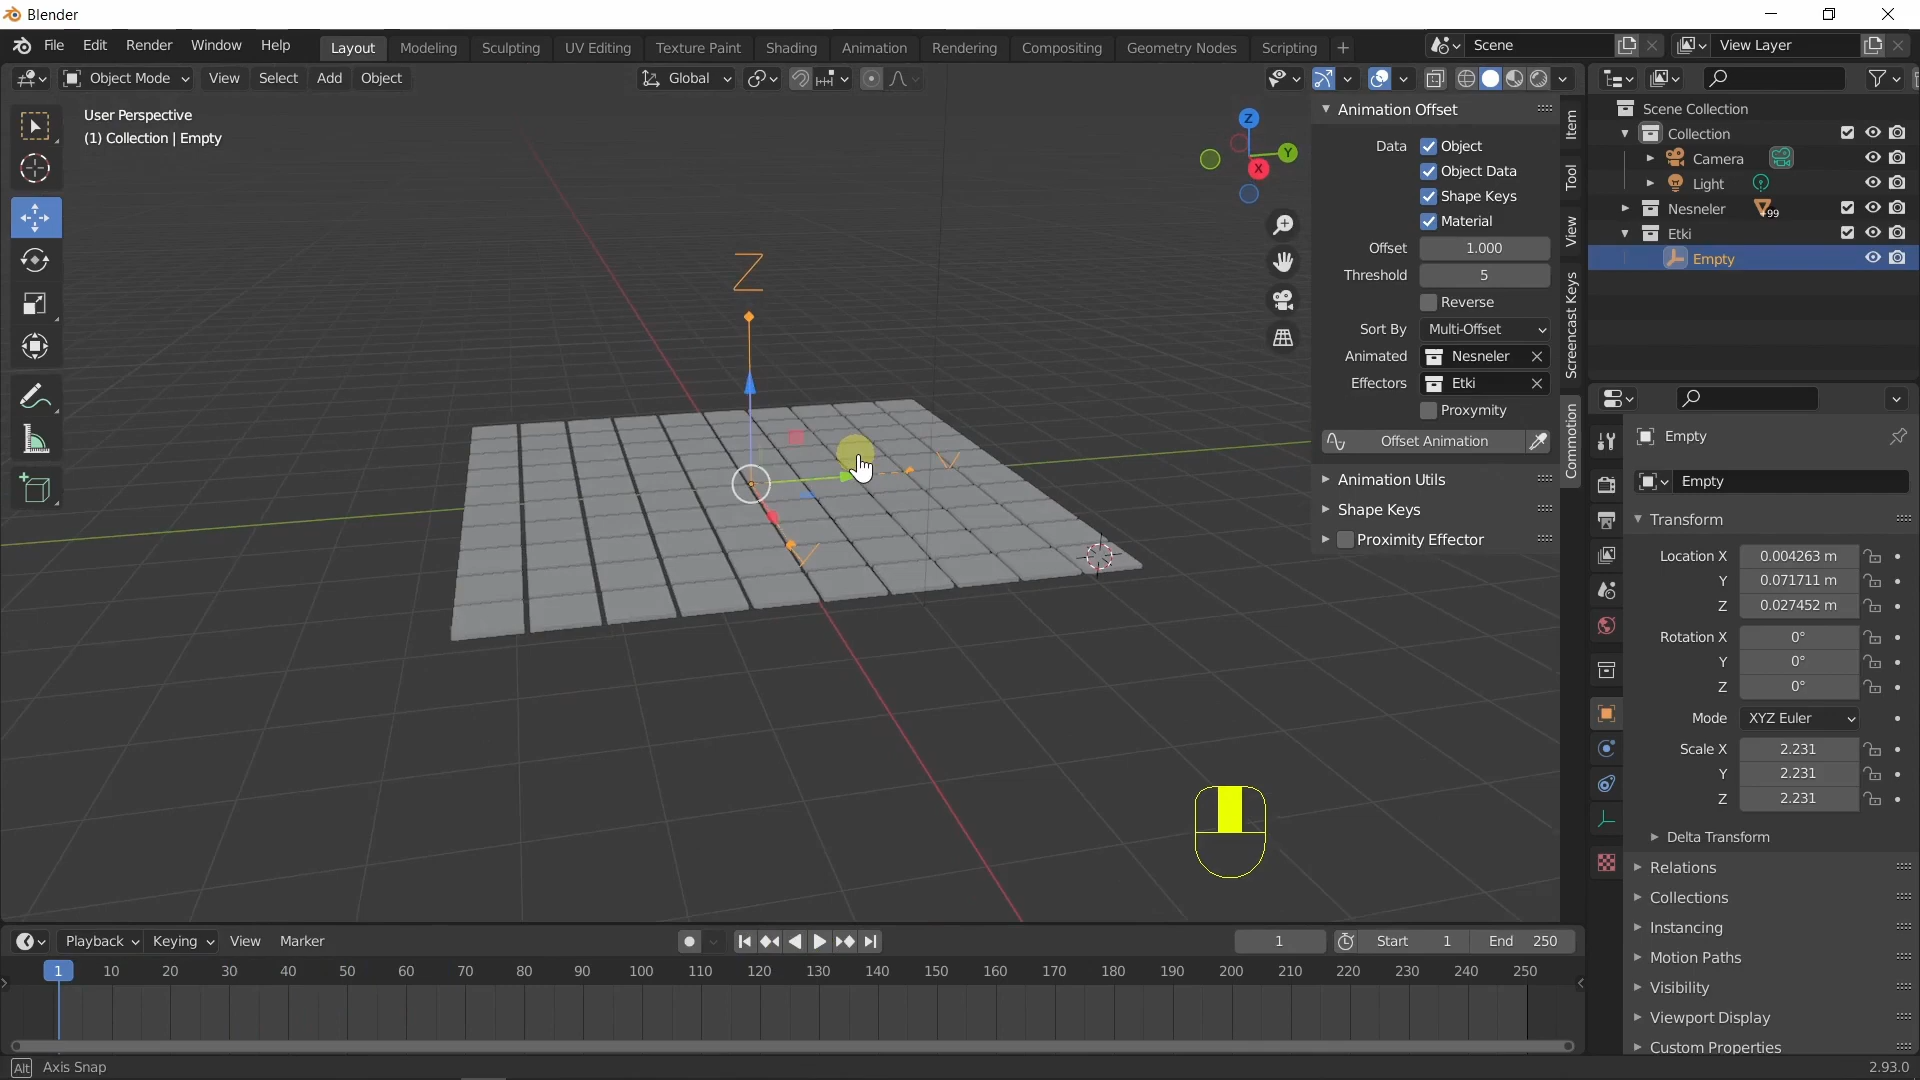 Blender
File Edit Render Window Help
Layout Modeling Sculpting UV Editing Texture Paint Shading Animation Rendering Compositing Geometry Nodes Scripting +
Scene View Layer
Object Mode View Select Add Object Global
User Perspective
(1) Collection | Empty
Z
Z
Y
X
Animation Offset
Data Object
Object Data
Shape Keys
Material
Offset 1.000
Threshold 5
Reverse
Sort By Multi-Offset
Animated Nesneler
Effectors Etki
Proxymity
Offset Animation
Animation Utils
Shape Keys
Proximity Effector
Item
Tool
View
Screencast Keys
Commotion
Scene Collection
Collection
Camera
Light
Nesneler +99
Etki
Empty
Empty
Empty
Transform
Location X 0.004263 m
Y 0.071711 m
Z 0.027452 m
Rotation X 0°
Y 0°
Z 0°
Mode XYZ Euler
Scale X 2.231
Y 2.231
Z 2.231
Delta Transform
Relations
Collections
Instancing
Motion Paths
Visibility
Viewport Display
Custom Properties
Playback Keying View Marker 1 Start 1 End 250
1 10 20 30 40 50 60 70 80 90 100 110 120 130 140 150 160 170 180 190 200 210 220 230 240 250
Alt Axis Snap 2.93.0